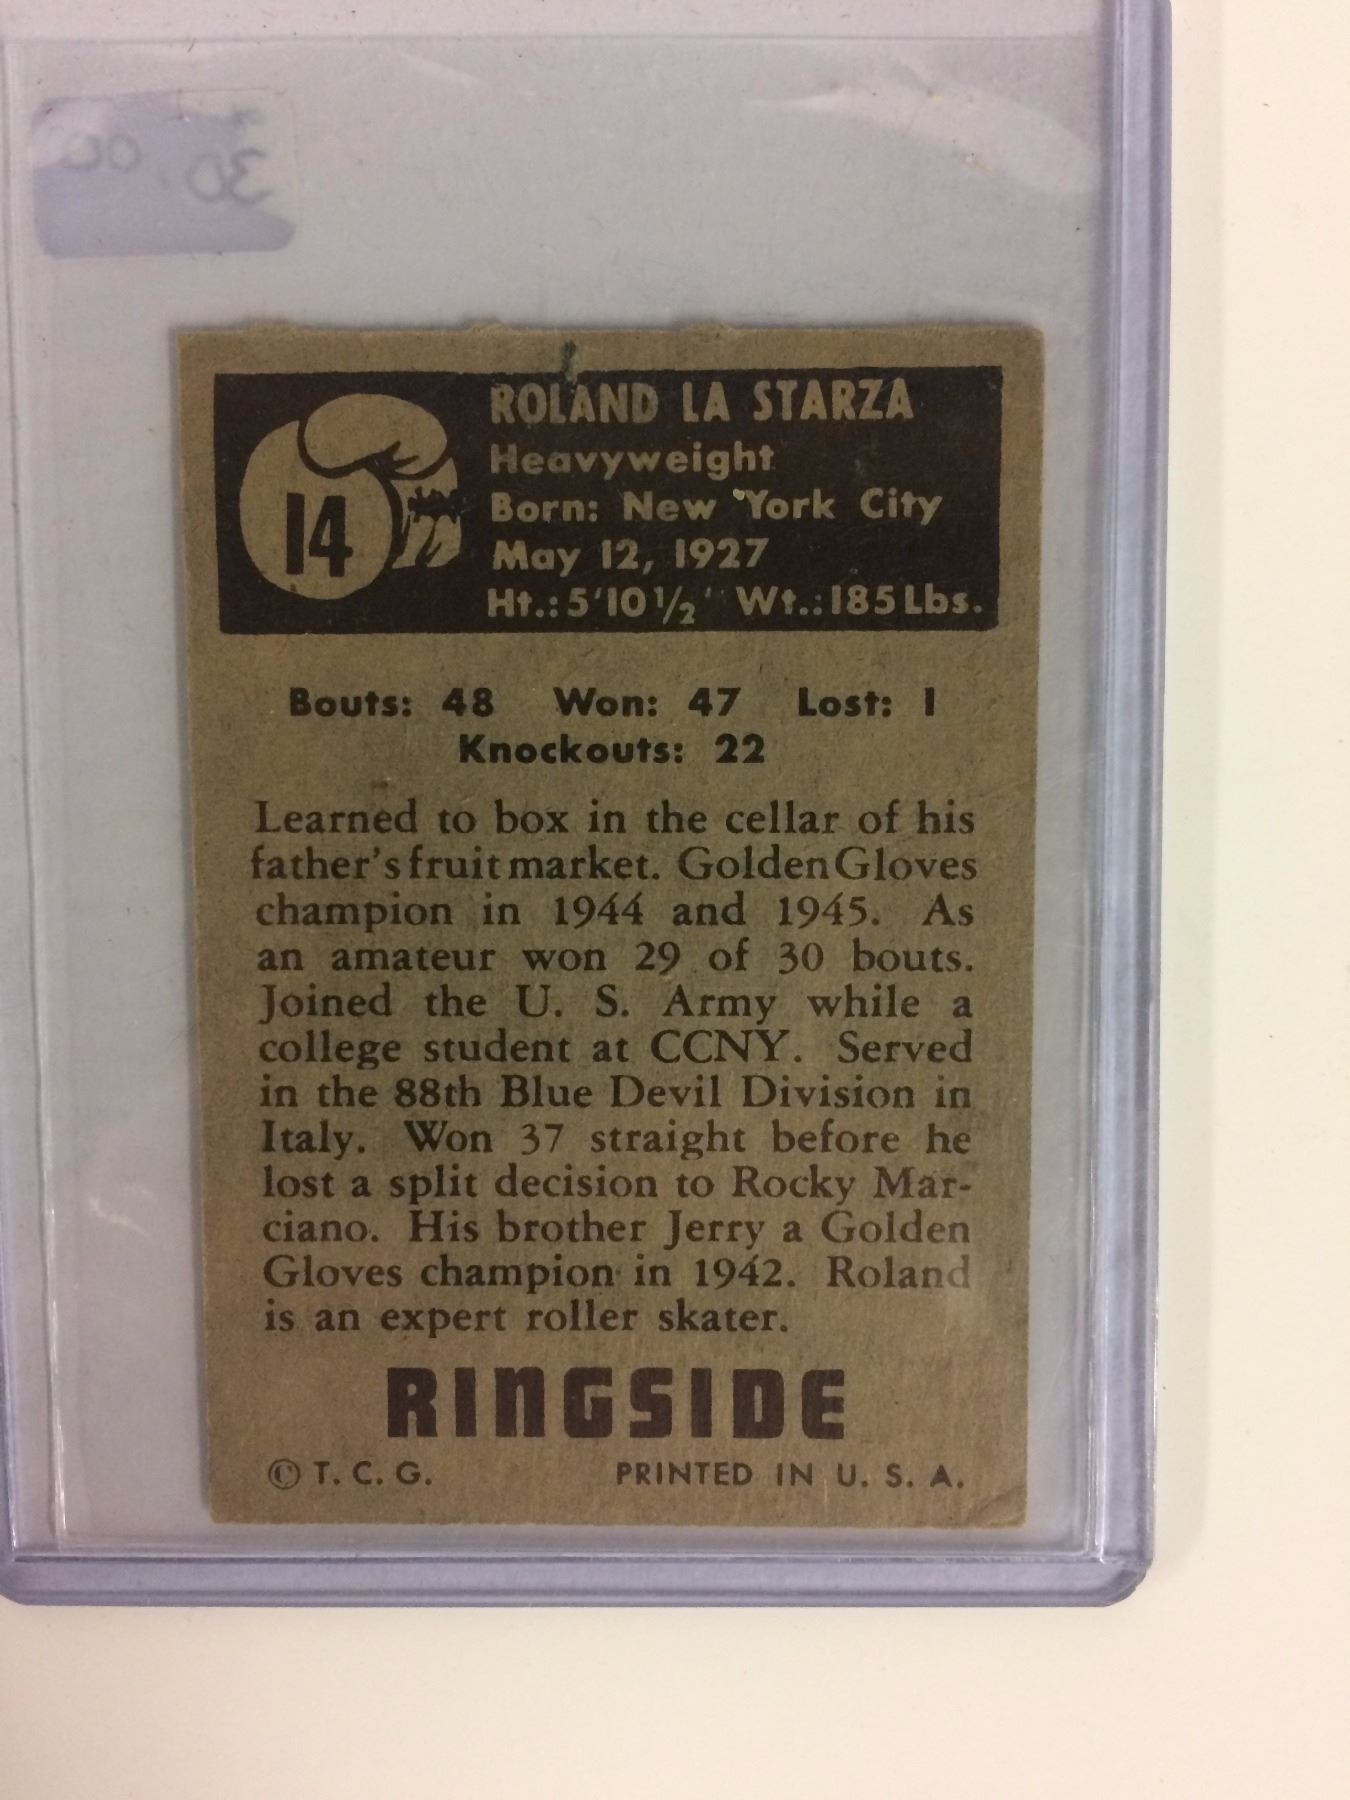 30.00
14
ROLAND LA STARZA
Heavyweight
Born: New York City
May 12, 1927
Ht.: 5'10 1/2" Wt.: 185 Lbs.
Bouts: 48 Won: 47 Lost: 1
Knockouts: 22
Learned to box in the cellar of his
father's fruit market. Golden Gloves
champion in 1944 and 1945. As
an amateur won 29 of 30 bouts.
Joined the U. S. Army while a
college student at CCNY. Served
in the 88th Blue Devil Division in
Italy. Won 37 straight before he
lost a split decision to Rocky Mar-
ciano. His brother Jerry a Golden
Gloves champion in 1942. Roland
is an expert roller skater.
RINGSIDE
© T. C. G. PRINTED IN U. S. A.